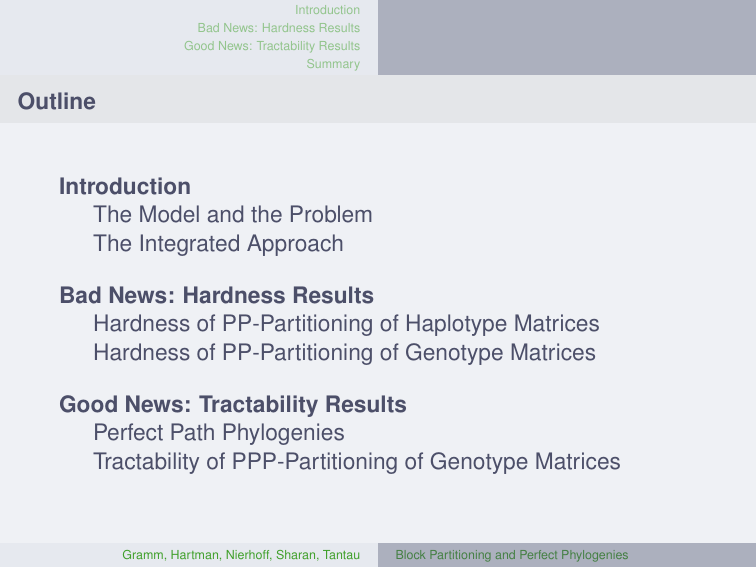 Introduction
Bad News: Hardness Results
Good News: Tractability Results
Summary
Outline
Introduction
The Model and the Problem
The Integrated Approach
Bad News: Hardness Results
Hardness of PP-Partitioning of Haplotype Matrices
Hardness of PP-Partitioning of Genotype Matrices
Good News: Tractability Results
Perfect Path Phylogenies
Tractability of PPP-Partitioning of Genotype Matrices
Gramm, Hartman, Nierhoff, Sharan, Tantau
Block Partitioning and Perfect Phylogenies